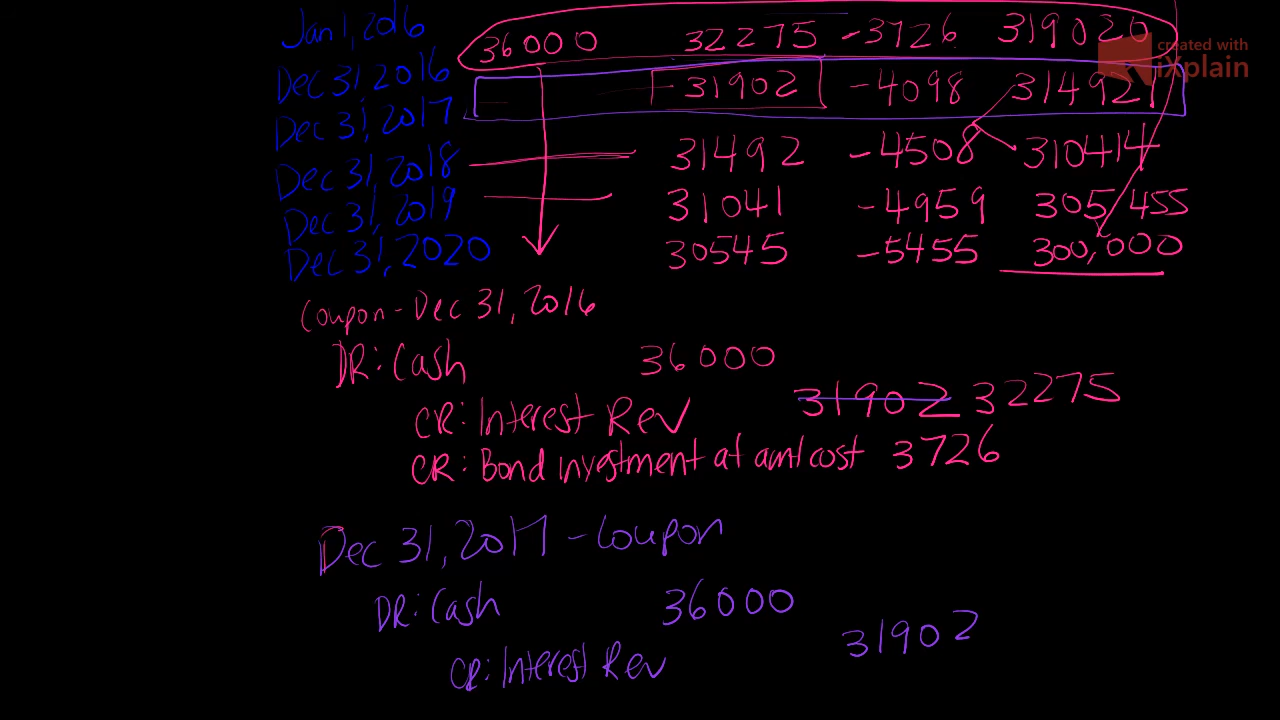 Jan 1, 2016
36000 32275 -3726 319020
created with
iXplain
Dec 31, 2016 -31902 -4098 314921
Dec 31, 2017
31492 -4508 310414
Dec 31, 2018
Dec 31, 2019 31041 -4959 305,455
Dec 31, 2020 30545 -5455 300,000
Coupon - Dec 31, 2016
DR: Cash 36000
CR: Interest Rev 31902 32275
CR: Bond investment at amt cost 3726
Dec 31, 2017 - Coupon
DR: Cash 36000
CR: Interest Rev 31902